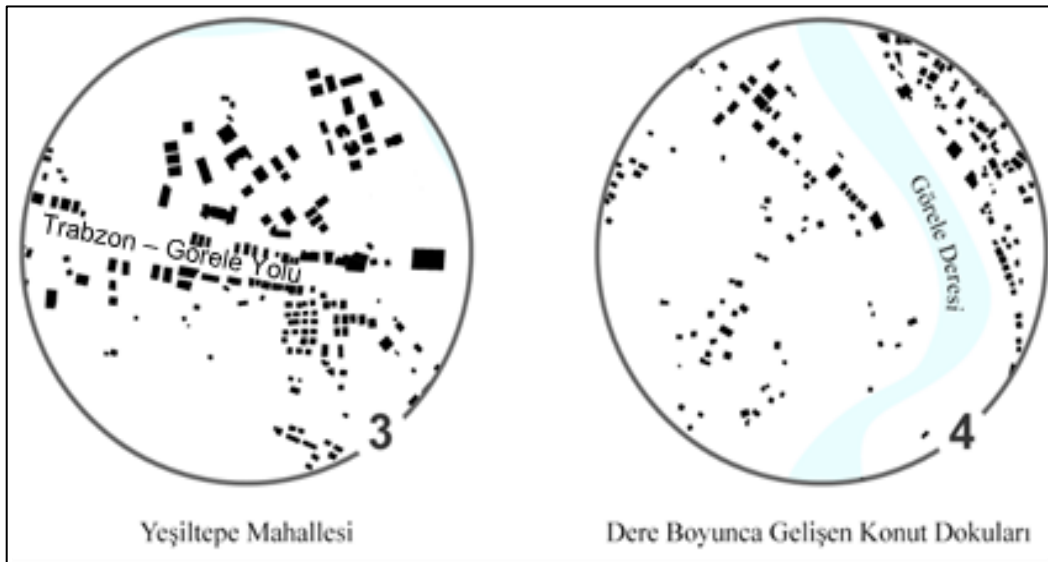 Trabzon – Görele Yolu
3
Yeşiltepe Mahallesi
Görele Deresi
4
Dere Boyunca Gelişen Konut Dokuları